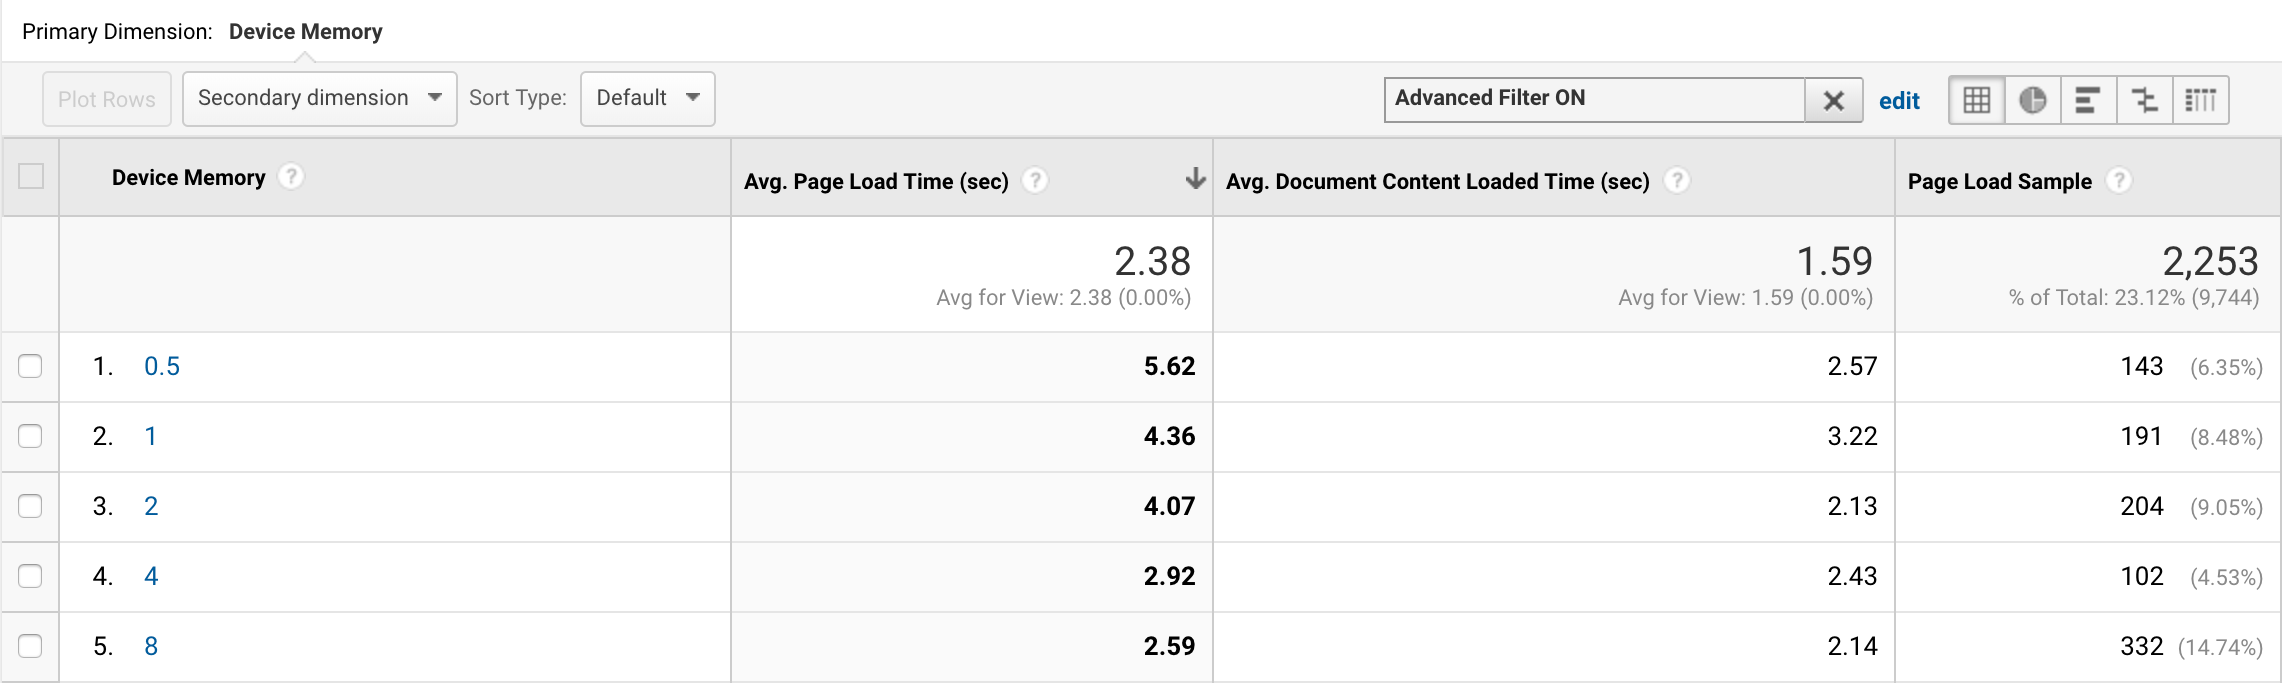 Primary Dimension: Device Memory
Plot Rows Secondary dimension Sort Type: Default Advanced Filter ON edit
Device Memory ? Avg. Page Load Time (sec) ? Avg. Document Content Loaded Time (sec) ? Page Load Sample ?
2.38 1.59 2,253
Avg for View: 2.38 (0.00%) Avg for View: 1.59 (0.00%) % of Total: 23.12% (9,744)
1. 0.5 5.62 2.57 143 (6.35%)
2. 1 4.36 3.22 191 (8.48%)
3. 2 4.07 2.13 204 (9.05%)
4. 4 2.92 2.43 102 (4.53%)
5. 8 2.59 2.14 332 (14.74%)